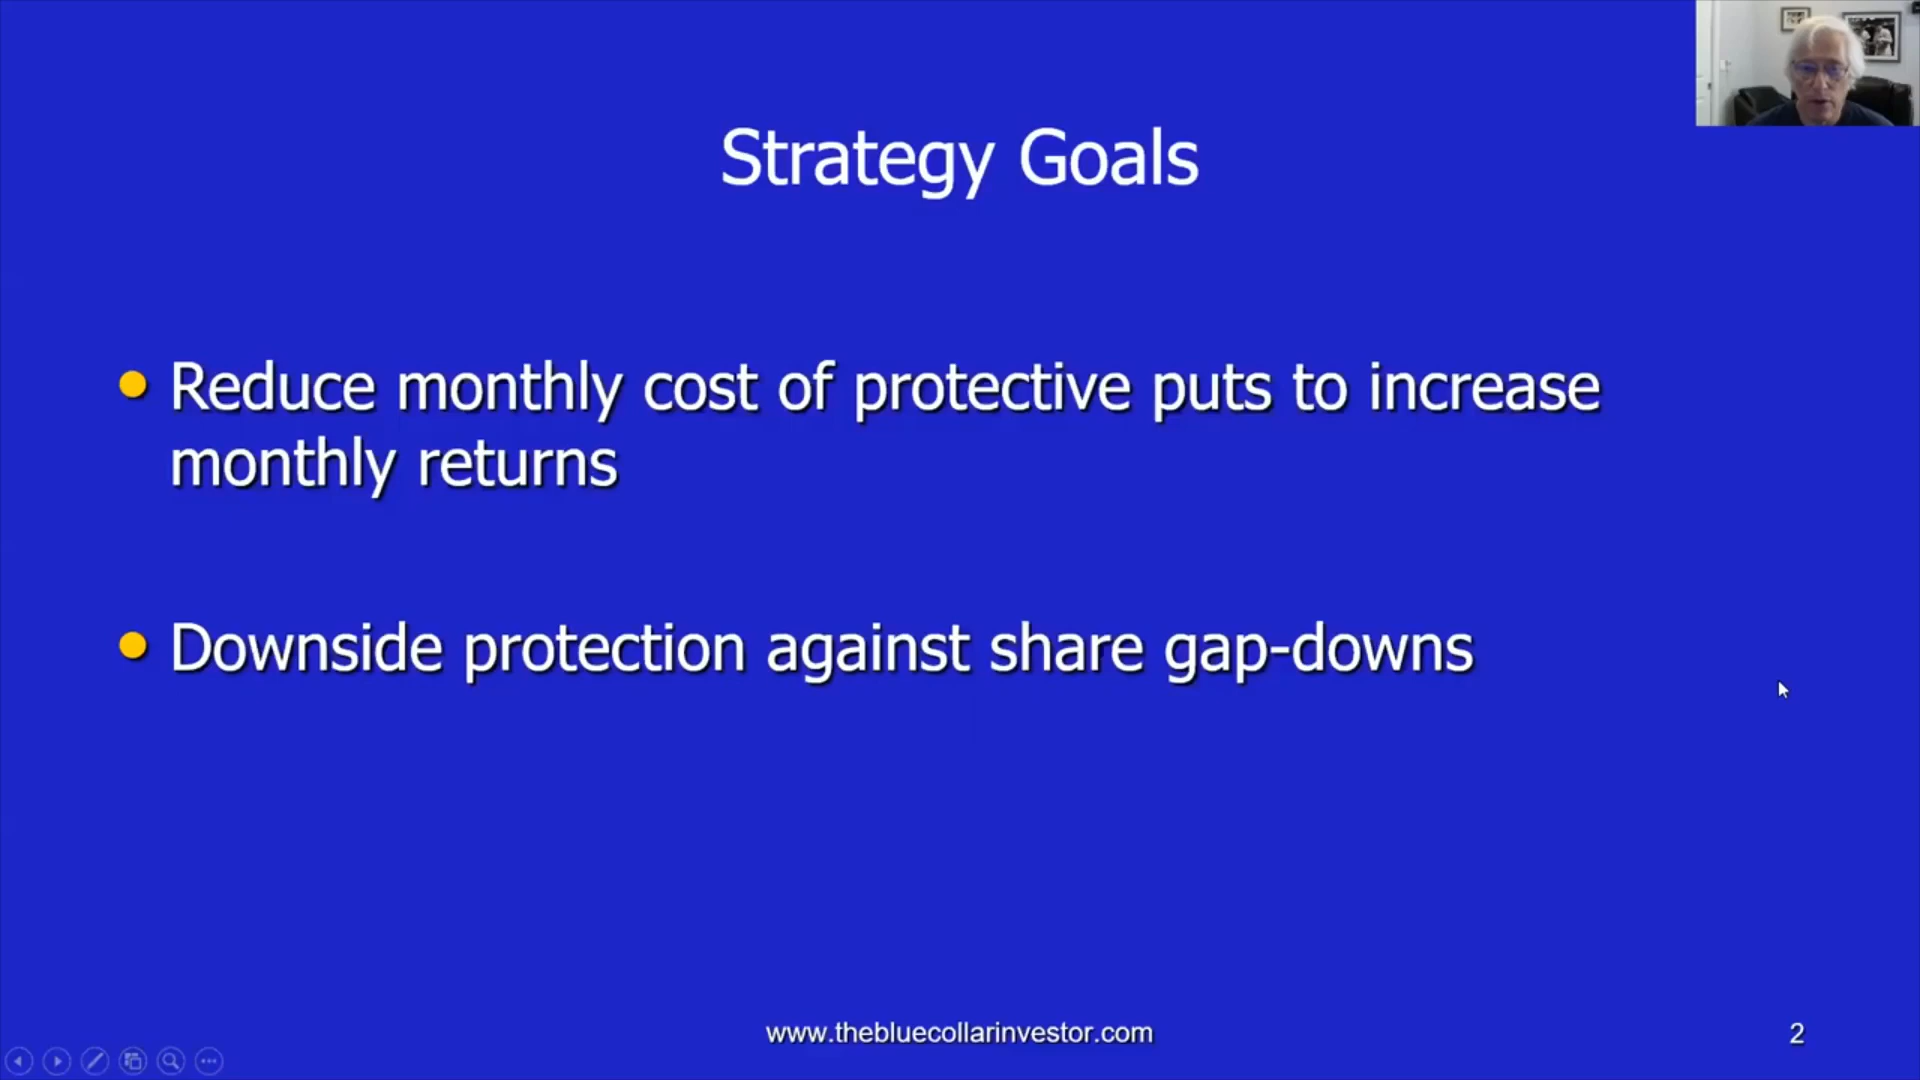 Strategy Goals
Reduce monthly cost of protective puts to increase
monthly returns
Downside protection against share gap-downs
www.thebluecollarinvestor.com
2